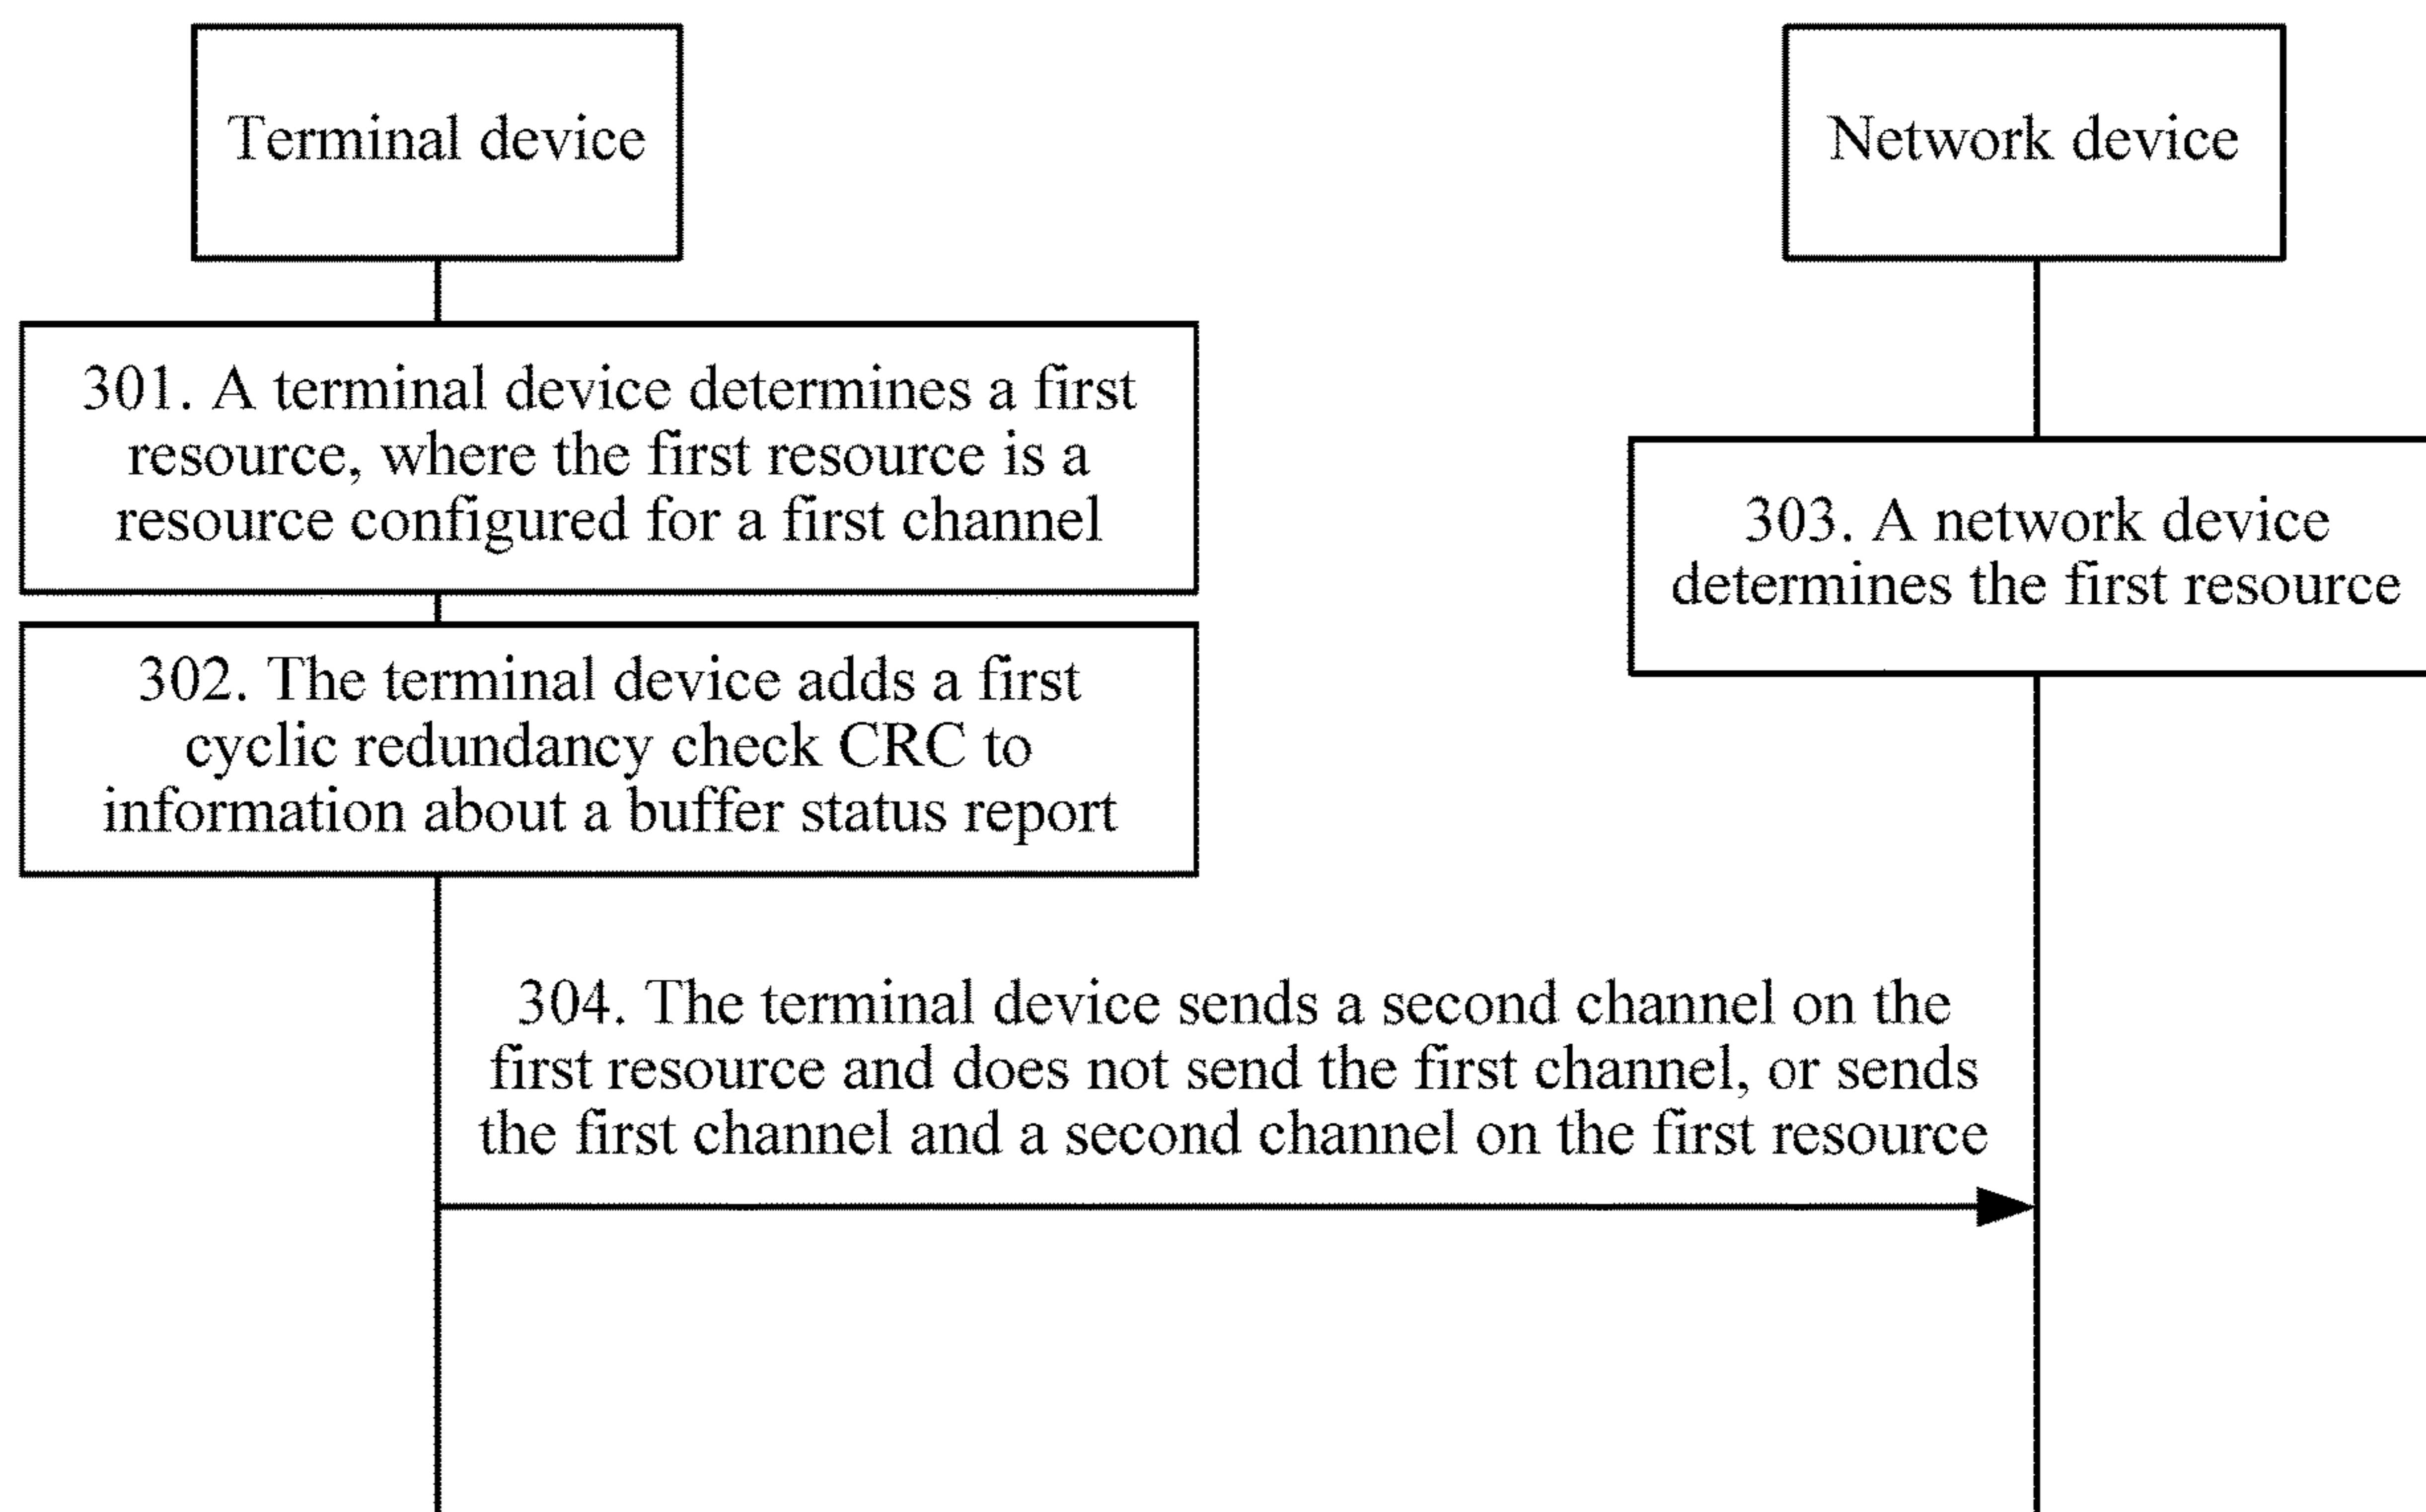 Terminal device
Network device
301. A terminal device determines a first
resource, where the first resource is a
resource configured for a first channel
303. A network device
determines the first resource
302. The terminal device adds a first
cyclic redundancy check CRC to
information about a buffer status report
304. The terminal device sends a second channel on the
first resource and does not send the first channel, or sends
the first channel and a second channel on the first resource